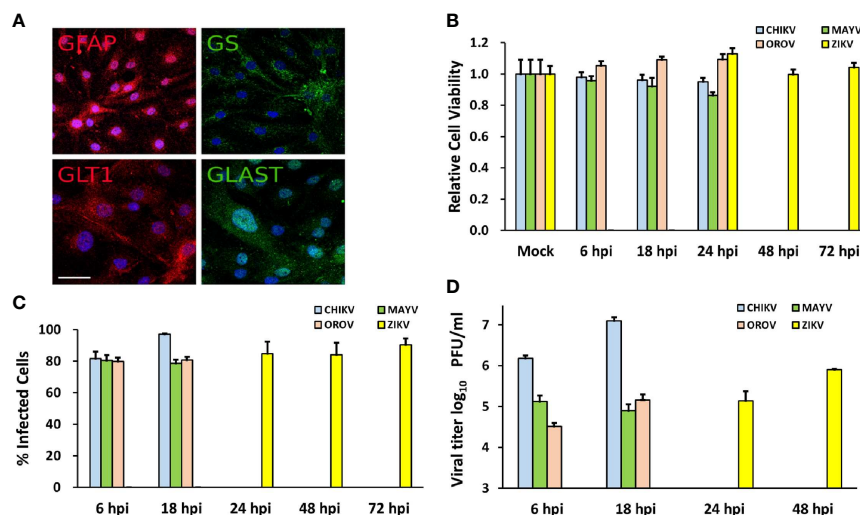 A
GFAP
GS
GLT1
GLAST
B
CHIKV MAYV
OROV ZIKV
Relative Cell Viability
1.2
1.0
0.8
0.6
0.4
0.2
0.0
Mock 6 hpi 18 hpi 24 hpi 48 hpi 72 hpi
C
CHIKV MAYV
OROV ZIKV
% Infected Cells
100
80
60
40
20
0
6 hpi 18 hpi 24 hpi 48 hpi 72 hpi
D
CHIKV MAYV
OROV ZIKV
Viral titer log10 PFU/ml
7
6
5
4
3
6 hpi 18 hpi 24 hpi 48 hpi